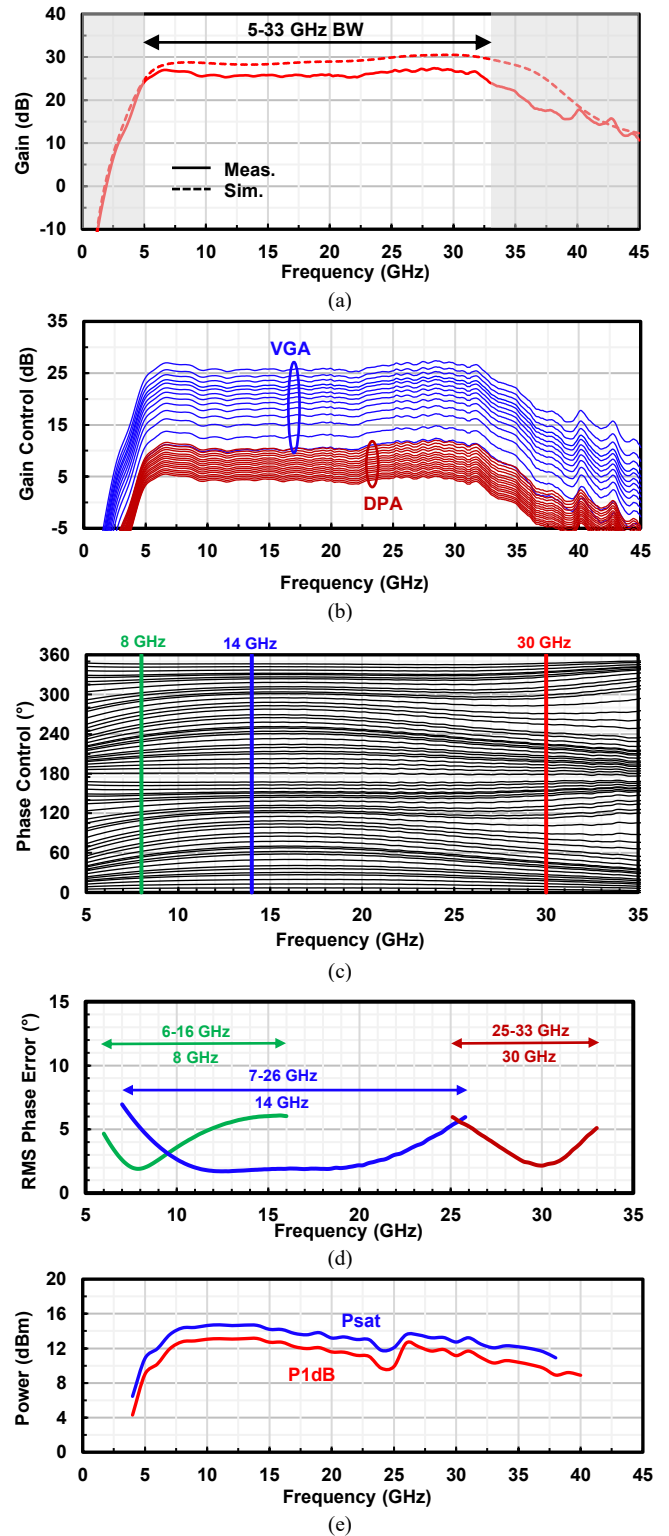 40
30
20
10
0
-10
Gain (dB)
5-33 GHz BW
Meas.
Sim.
0 5 10 15 20 25 30 35 40 45
Frequency (GHz)
(a)
35
25
15
5
-5
Gain Control (dB)
VGA
DPA
0 5 10 15 20 25 30 35 40 45
Frequency (GHz)
(b)
8 GHz 14 GHz 30 GHz
360
300
240
180
120
60
0
Phase Control (°)
5 10 15 20 25 30 35
Frequency (GHz)
(c)
15
10
5
0
RMS Phase Error (°)
6-16 GHz
8 GHz
7-26 GHz
14 GHz
25-33 GHz
30 GHz
5 10 15 20 25 30 35
Frequency (GHz)
(d)
20
16
12
8
4
0
Power (dBm)
Psat
P1dB
0 5 10 15 20 25 30 35 40 45
Frequency (GHz)
(e)